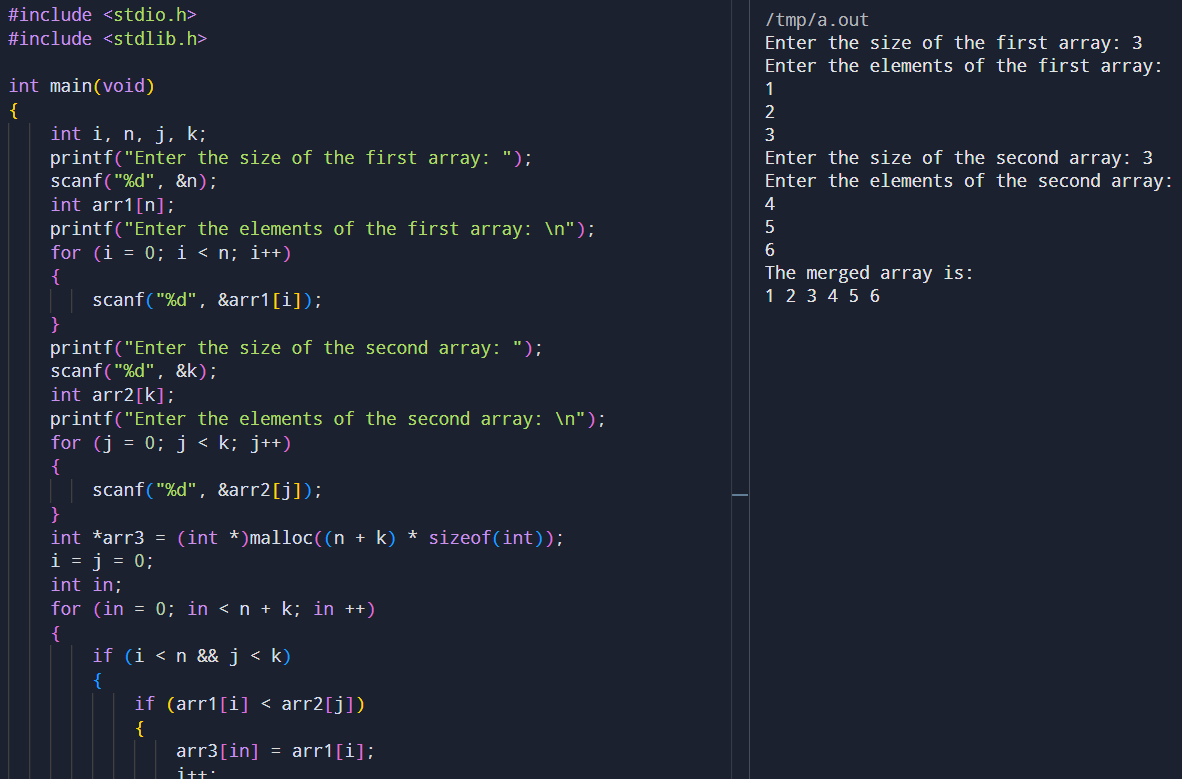 #include <stdio.h>
#include <stdlib.h>
int main(void)
{
int i, n, j, k;
printf("Enter the size of the first array: ");
scanf("%d", &n);
int arr1[n];
printf("Enter the elements of the first array: \n");
for (i = 0; i < n; i++)
{
scanf("%d", &arr1[i]);
}
printf("Enter the size of the second array: ");
scanf("%d", &k);
int arr2[k];
printf("Enter the elements of the second array: \n");
for (j = 0; j < k; j++)
{
scanf("%d", &arr2[j]);
}
int *arr3 = (int *)malloc((n + k) * sizeof(int));
i = j = 0;
int in;
for (in = 0; in < n + k; in ++)
{
if (i < n && j < k)
{
if (arr1[i] < arr2[j])
{
arr3[in] = arr1[i];
i++;
/tmp/a.out
Enter the size of the first array: 3
Enter the elements of the first array:
1
2
3
Enter the size of the second array: 3
Enter the elements of the second array:
4
5
6
The merged array is:
1 2 3 4 5 6